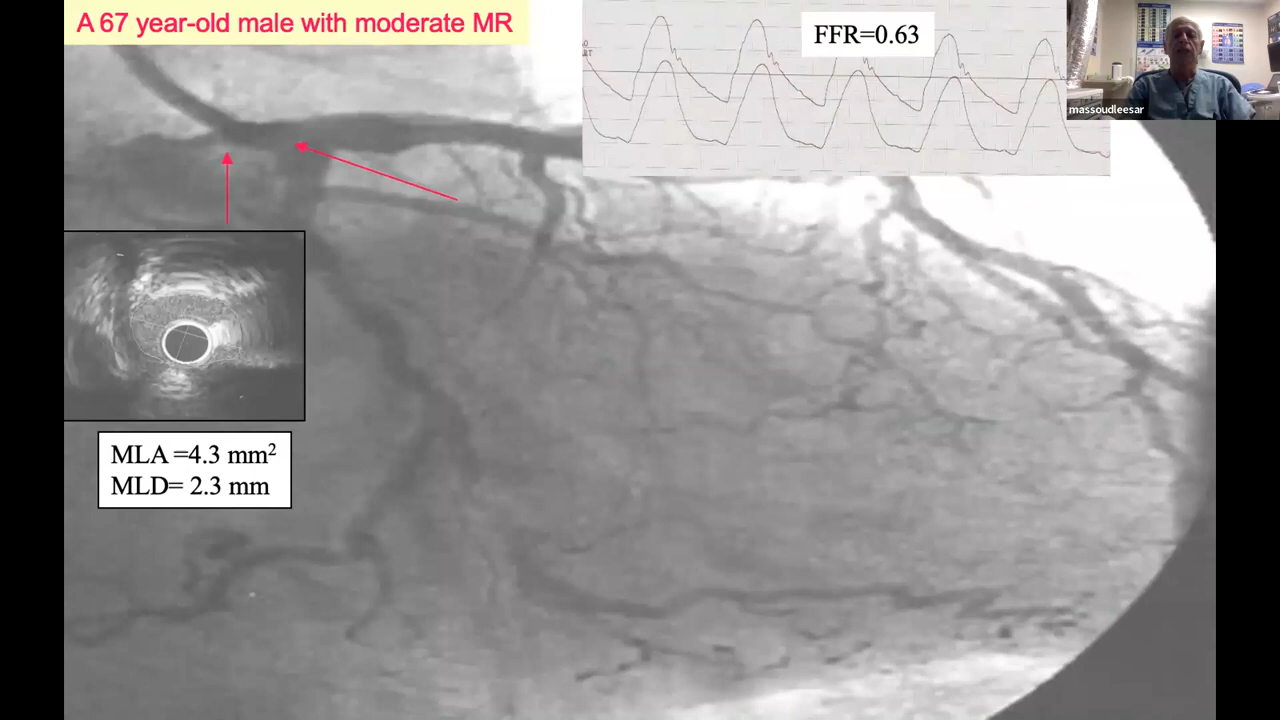 A 67 year-old male with moderate MR
FFR=0.63
massoudleesar
MLA =4.3 mm²
MLD= 2.3 mm